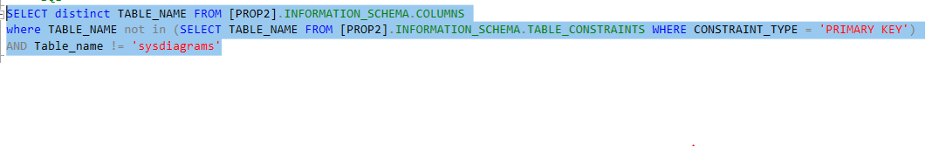 SELECT distinct TABLE_NAME FROM [PROP2].INFORMATION_SCHEMA.COLUMNS
where TABLE_NAME not in (SELECT TABLE_NAME FROM [PROP2].INFORMATION_SCHEMA.TABLE_CONSTRAINTS WHERE CONSTRAINT_TYPE = 'PRIMARY KEY')
AND Table_name != 'sysdiagrams'